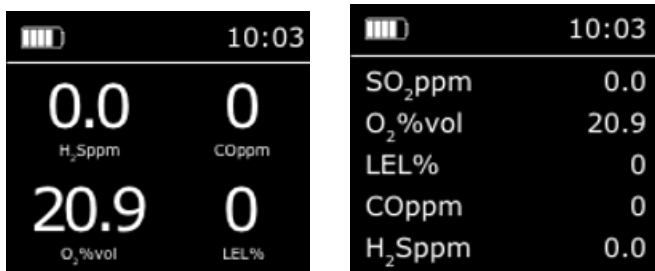 10:03
0.0 0
H₂Sppm COppm
20.9 0
O₂%vol LEL%
10:03
SO₂ppm 0.0
O₂%vol 20.9
LEL% 0
COppm 0
H₂Sppm 0.0